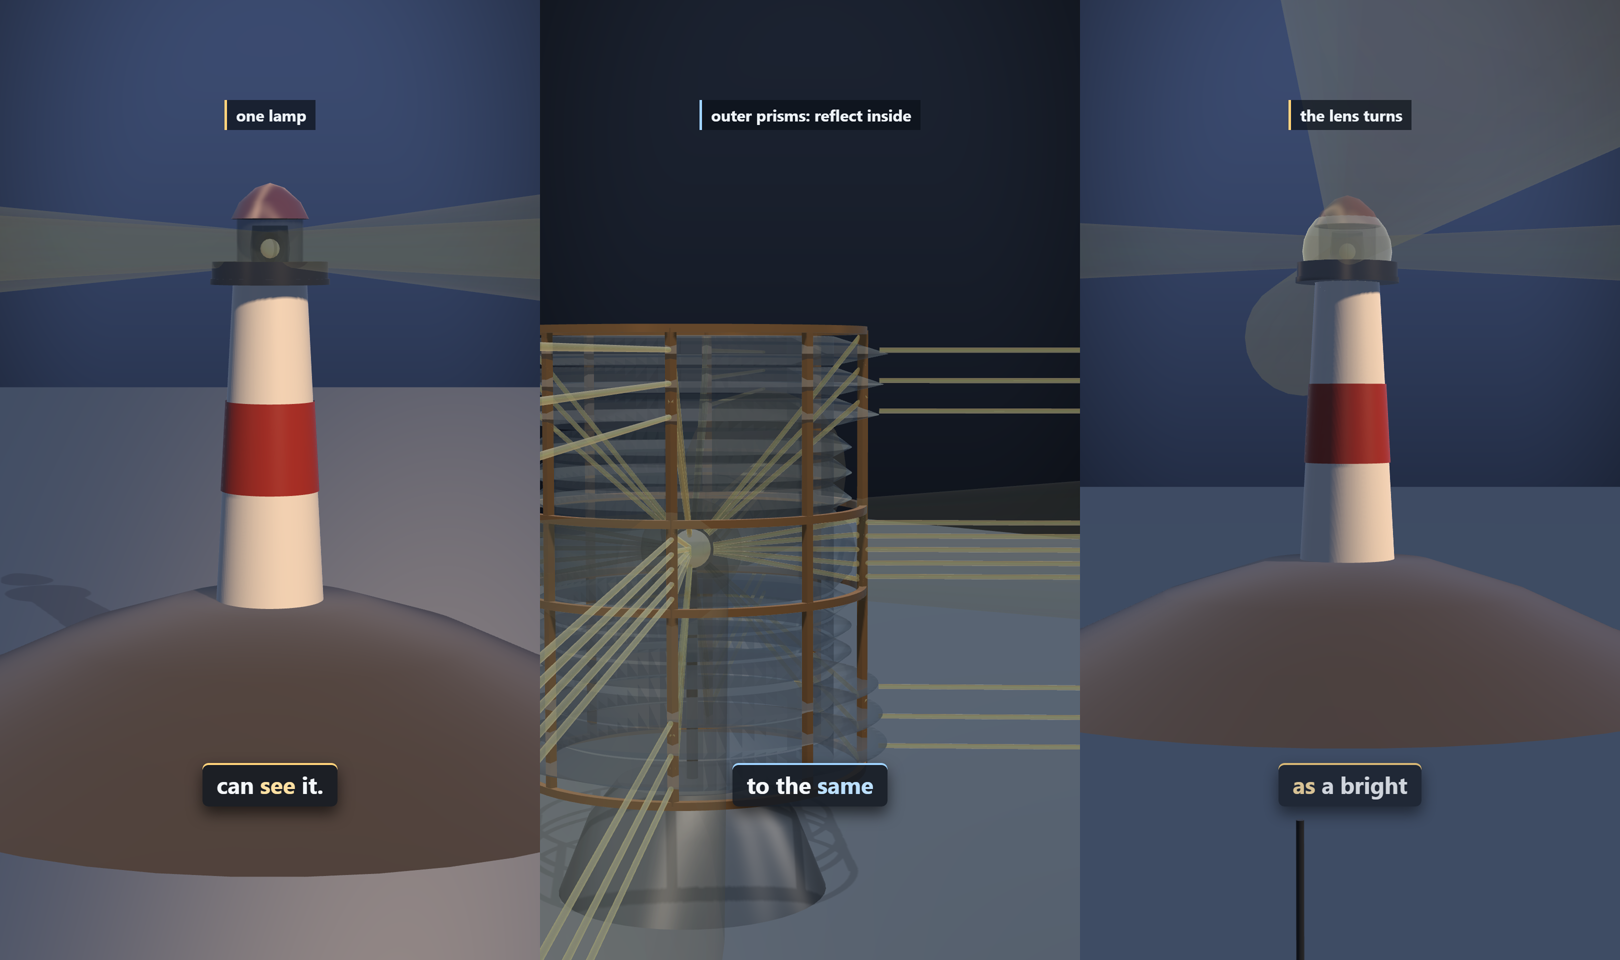 one lamp
can see it.
outer prisms: reflect inside
to the same
the lens turns
as a bright